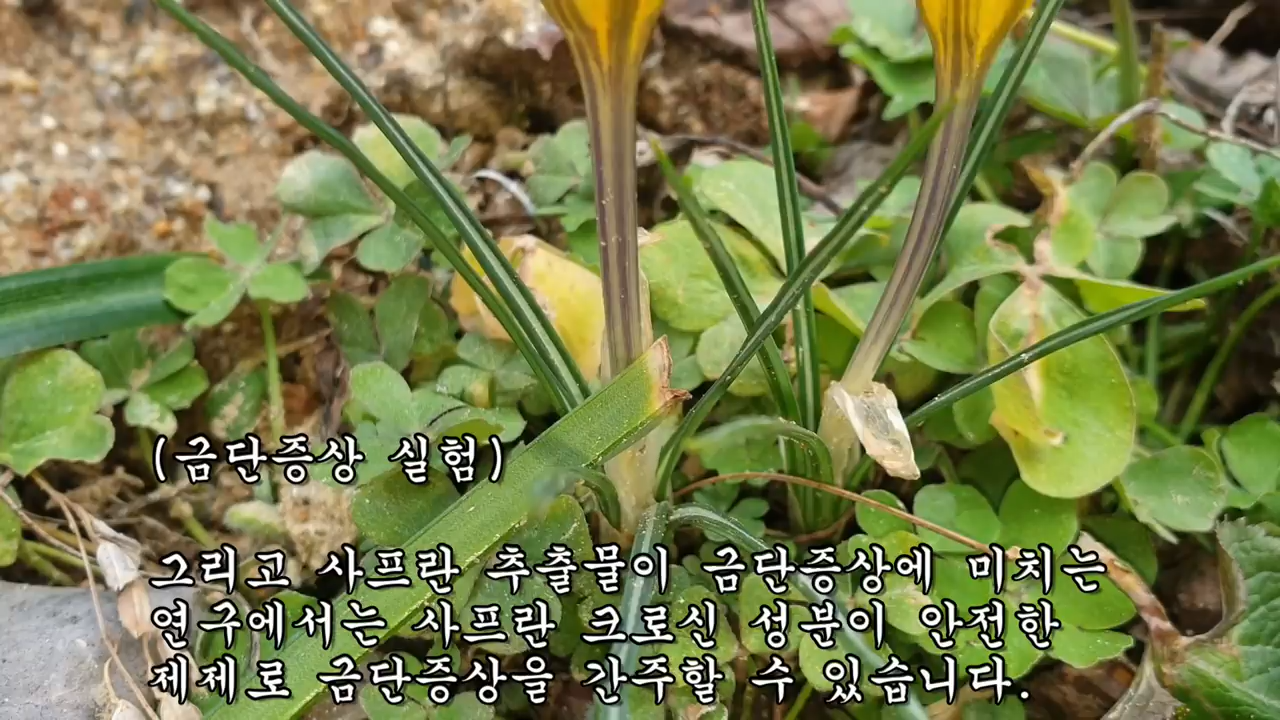 (금단증상 실험)
그리고 사프란 추출물이 금단증상에 미치는
연구에서는 사프란 크로신 성분이 안전한
제제로 금단증상을 간주할 수 있습니다.